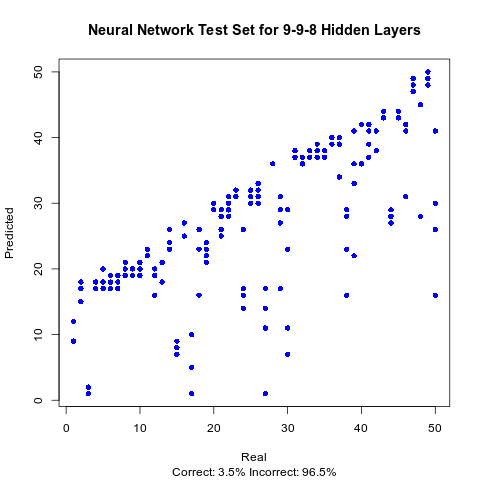 Neural Network Test Set for 9-9-8 Hidden Layers
Predicted
50
40
30
20
10
0
0 10 20 30 40 50
Real
Correct: 3.5% Incorrect: 96.5%